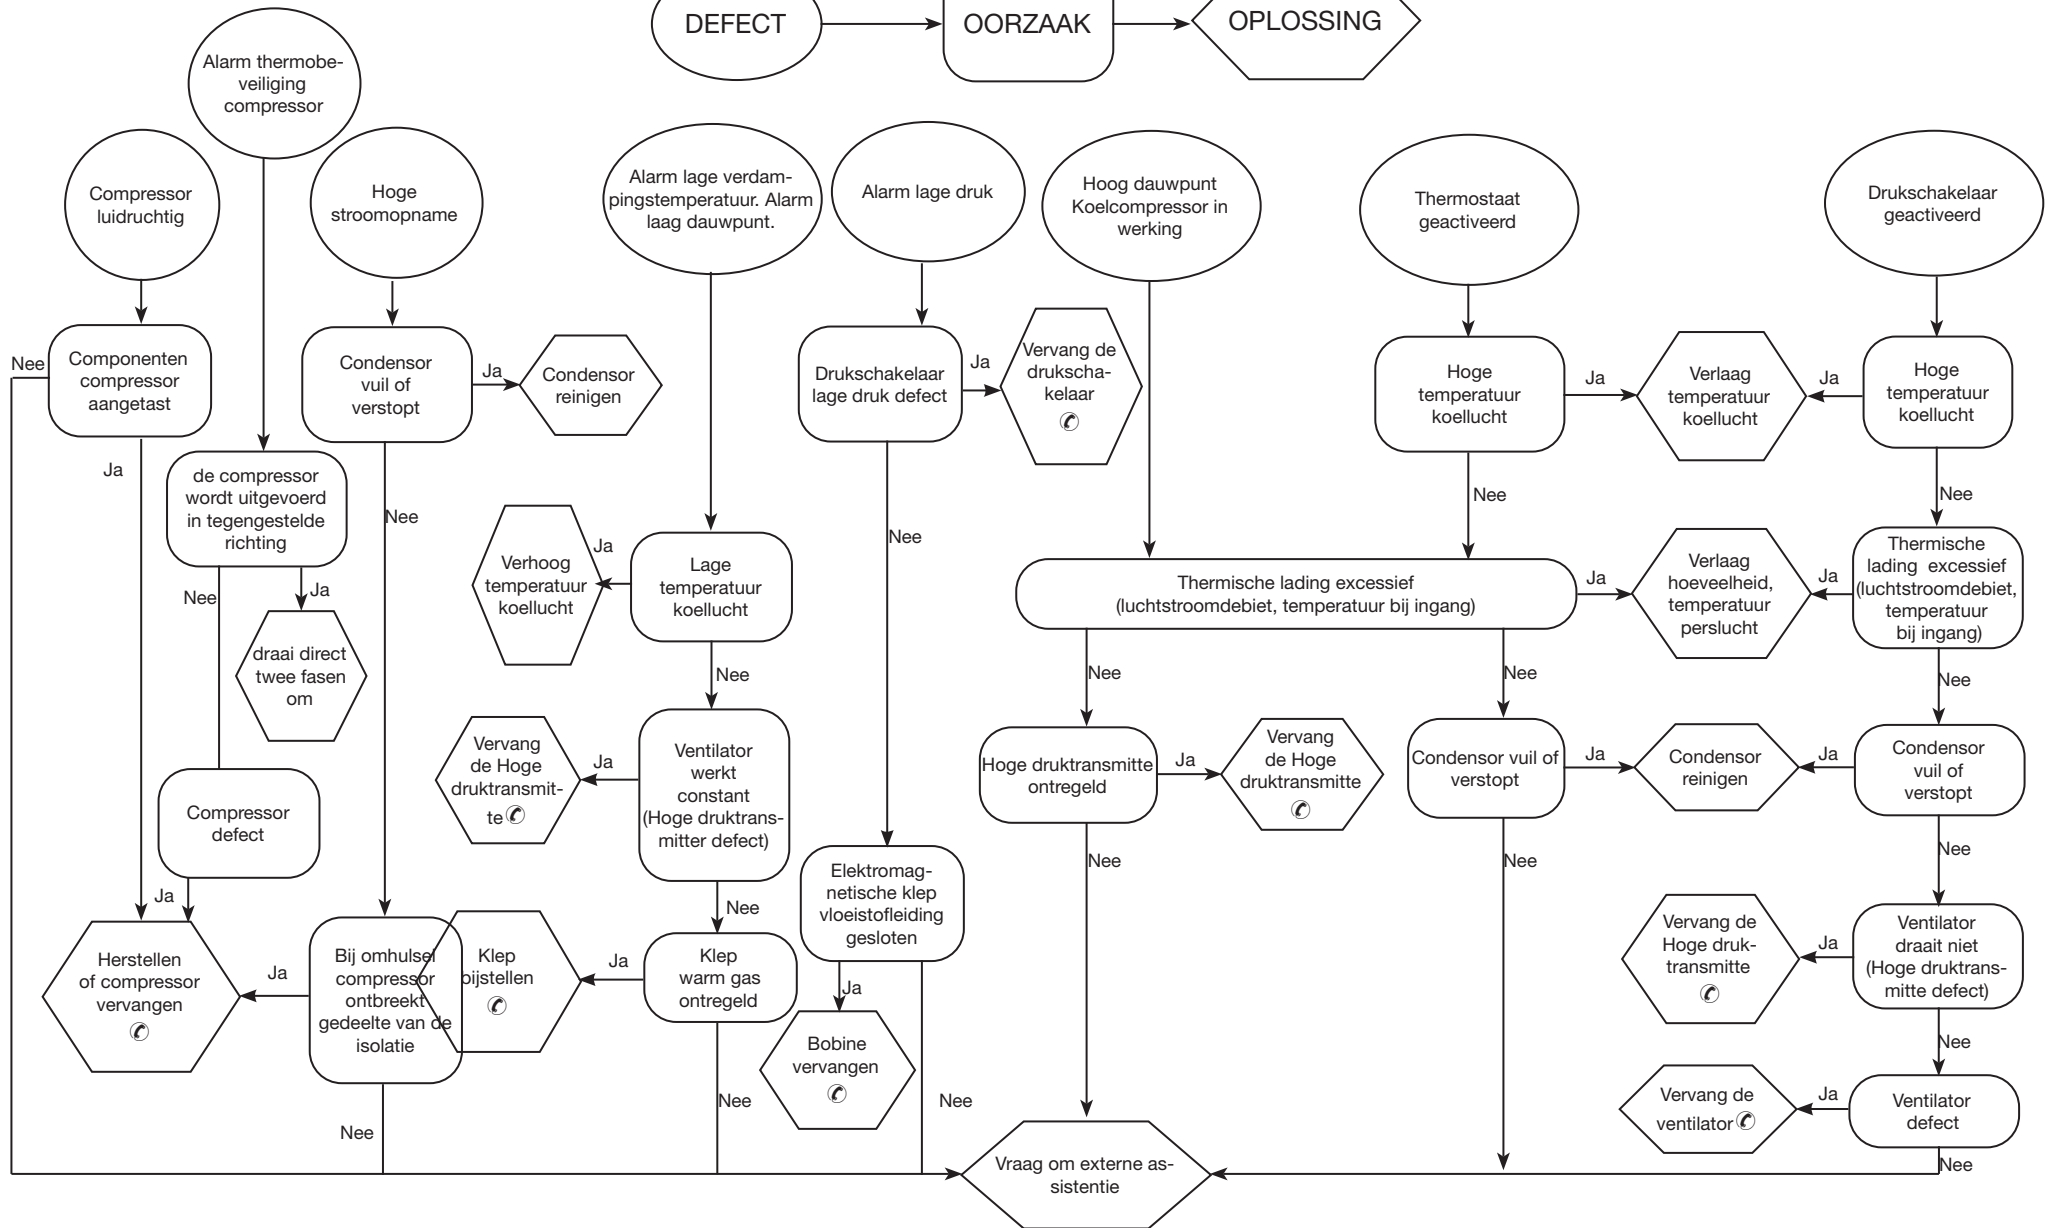 DEFECT
OORZAAK
OPLOSSING
Alarm thermobe-
veiliging
compressor
Compressor
luidruchtig
Hoge
stroomopname
Alarm lage verdam-
pingstemperatuur. Alarm
laag dauwpunt.
Alarm lage druk
Hoog dauwpunt
Koelcompressor in
werking
Thermostaat
geactiveerd
Drukschakelaar
geactiveerd
Nee
Componenten
compressor
aangetast
Ja
Condensor
vuil of
verstopt
Ja
Condensor
reinigen
Nee
de compressor
wordt uitgevoerd
in tegengestelde
richting
Nee
Ja
draai direct
twee fasen
om
Compressor
defect
Ja
Herstellen
of compressor
vervangen
✆
Ja
Bij omhulsel
compressor
ontbreekt
gedeelte van de
isolatie
Nee
Verhoog
temperatuur
koellucht
Ja
Lage
temperatuur
koellucht
Nee
Vervang
de Hoge
druktransmit-
te ✆
Ja
Ventilator
werkt
constant
(Hoge druktrans-
mitter defect)
Nee
Klep
bijstellen
✆
Ja
Klep
warm gas
ontregeld
Nee
Drukschakelaar
lage druk defect
Ja
Vervang de
drukscha-
kelaar
✆
Nee
Elektromag-
netische klep
vloeistofleiding
gesloten
Ja
Bobine
vervangen
✆
Nee
Hoge
temperatuur
koellucht
Ja
Verlaag
temperatuur
koellucht
Ja
Hoge
temperatuur
koellucht
Nee
Nee
Thermische lading excessief
(luchtstroomdebiet, temperatuur bij ingang)
Ja
Verlaag
hoeveelheid,
temperatuur
perslucht
Ja
Thermische
lading excessief
(luchtstroomdebiet,
temperatuur
bij ingang)
Nee
Nee
Nee
Hoge druktransmitte
ontregeld
Ja
Vervang
de Hoge
druktransmitte
✆
Condensor vuil of
verstopt
Ja
Condensor
reinigen
Ja
Condensor
vuil of
verstopt
Nee
Nee
Nee
Vervang de
Hoge druk-
transmitte
✆
Ja
Ventilator
draait niet
(Hoge druktrans-
mitte defect)
Nee
Vervang de
ventilator ✆
Ja
Ventilator
defect
Nee
Vraag om externe as-
sistentie